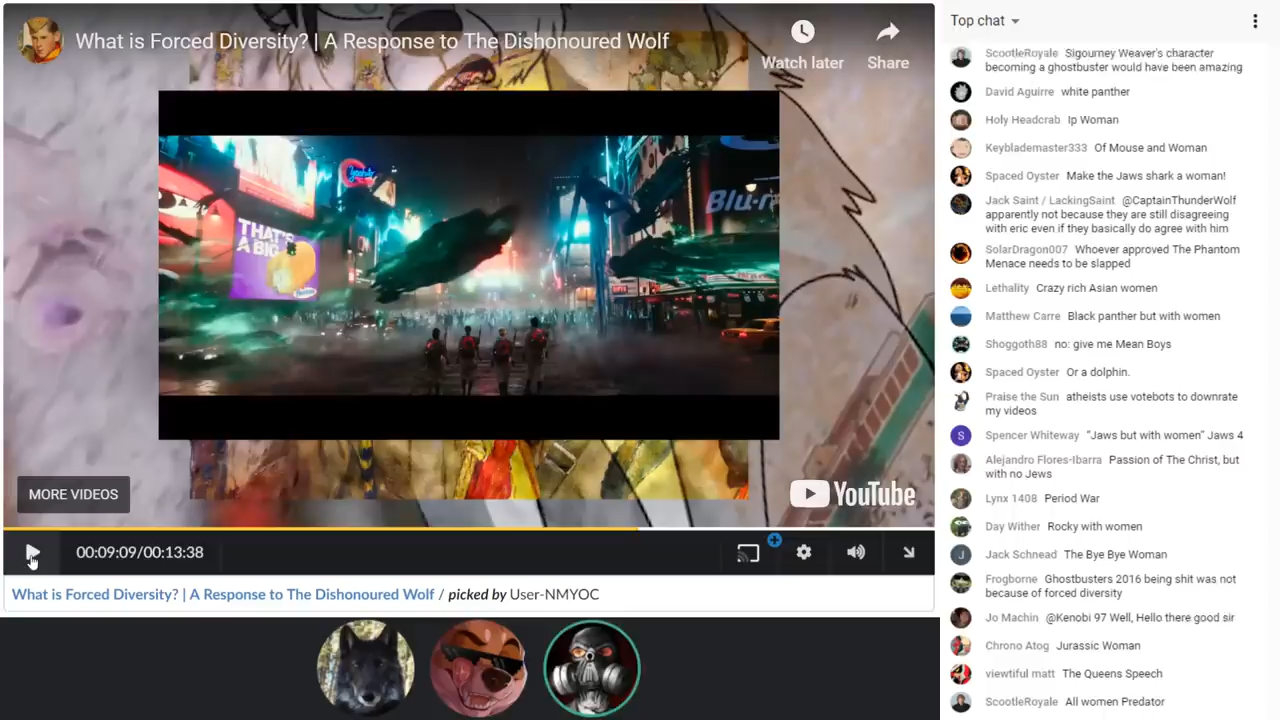 What is Forced Diversity? | A Response to The Dishonoured Wolf
Watch later
Share
THAT'S
A BIG
Blu-r
MORE VIDEOS
YouTube
00:09:09/00:13:38
What is Forced Diversity? | A Response to The Dishonoured Wolf / picked by User-NMYOC
Top chat
ScootleRoyale Sigourney Weaver's character
becoming a ghostbuster would have been amazing
David Aguirre white panther
Holy Headcrab Ip Woman
Keyblademaster333 Of Mouse and Woman
Spaced Oyster Make the Jaws shark a woman!
Jack Saint / LackingSaint @CaptainThunderWolf
apparently not because they are still disagreeing
with eric even if they basically do agree with him
SolarDragon007 Whoever approved The Phantom
Menace needs to be slapped
Lethality Crazy rich Asian women
Matthew Carre Black panther but with women
Shoggoth88 no: give me Mean Boys
Spaced Oyster Or a dolphin.
Praise the Sun atheists use votebots to downrate
my videos
S
Spencer Whiteway "Jaws but with women" Jaws 4
Alejandro Flores-Ibarra Passion of The Christ, but
with no Jews
Lynx 1408 Period War
Day Wither Rocky with women
J
Jack Schnead The Bye Bye Woman
Frogborne Ghostbusters 2016 being shit was not
because of forced diversity
Jo Machin @Kenobi 97 Well, Hello there good sir
Chrono Atog Jurassic Woman
viewtiful matt The Queens Speech
ScootleRoyale All women Predator